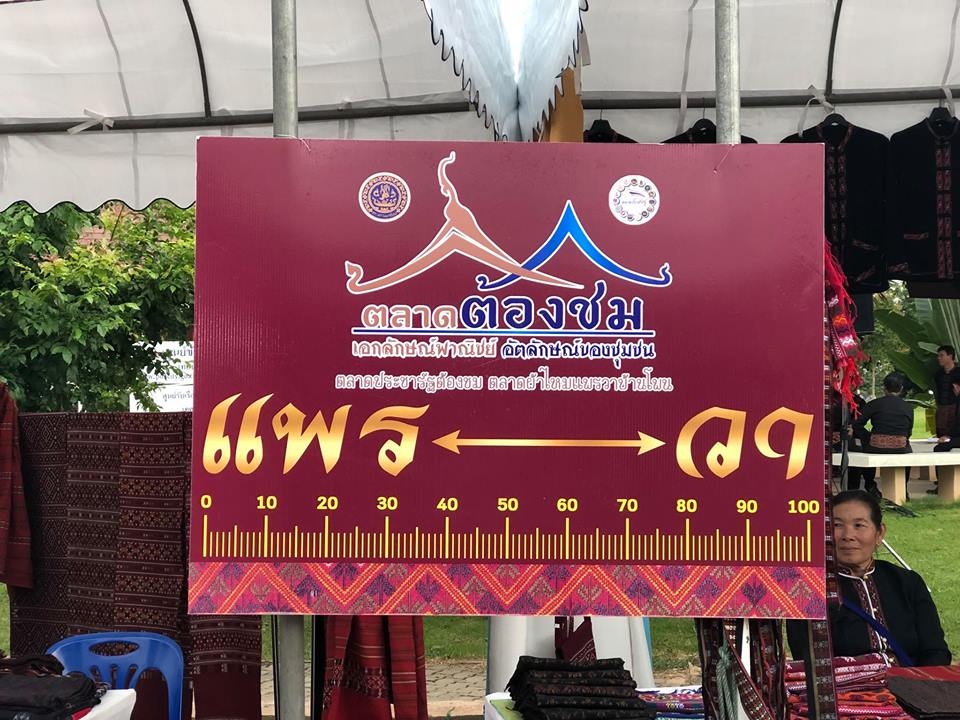 ตลาดต้องชม
เอกลักษณ์พาณิชย์ อัตลักษณ์ของชุมชน
ตลาดประชารัฐต้องชม ตลาดผ้าไหมแพรวาบ้านโพน
แพร วา
0 10 20 30 40 50 60 70 80 90 100